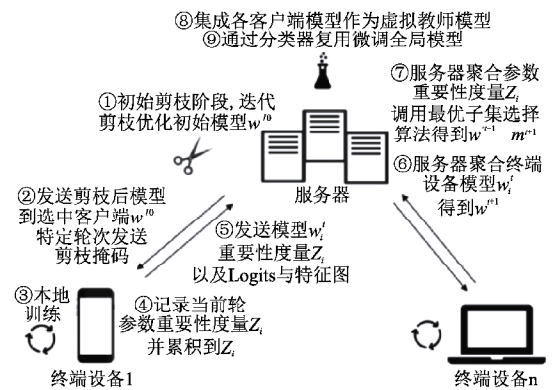 ⑧集成各客户端模型作为虚拟教师模型
⑨通过分类器复用微调全局模型
①初始剪枝阶段, 迭代
剪枝优化初始模型w^{t0}
⑦服务器聚合参数
重要性度量Z_i
调用最优子集选择
算法得到w^{t-1} m^{t+1}
服务器
⑥服务器聚合终端
设备模型w_i^t
得到w^{t+1}
②发送剪枝后模型
到选中客户端w^{t0}
特定轮次发送
剪枝掩码
⑤发送模型w_i^t
重要性度量Z_i
以及Logits与特征图
③本地
训练
④记录当前轮
参数重要性度量Z_i
并累积到Z_i
终端设备1
终端设备n